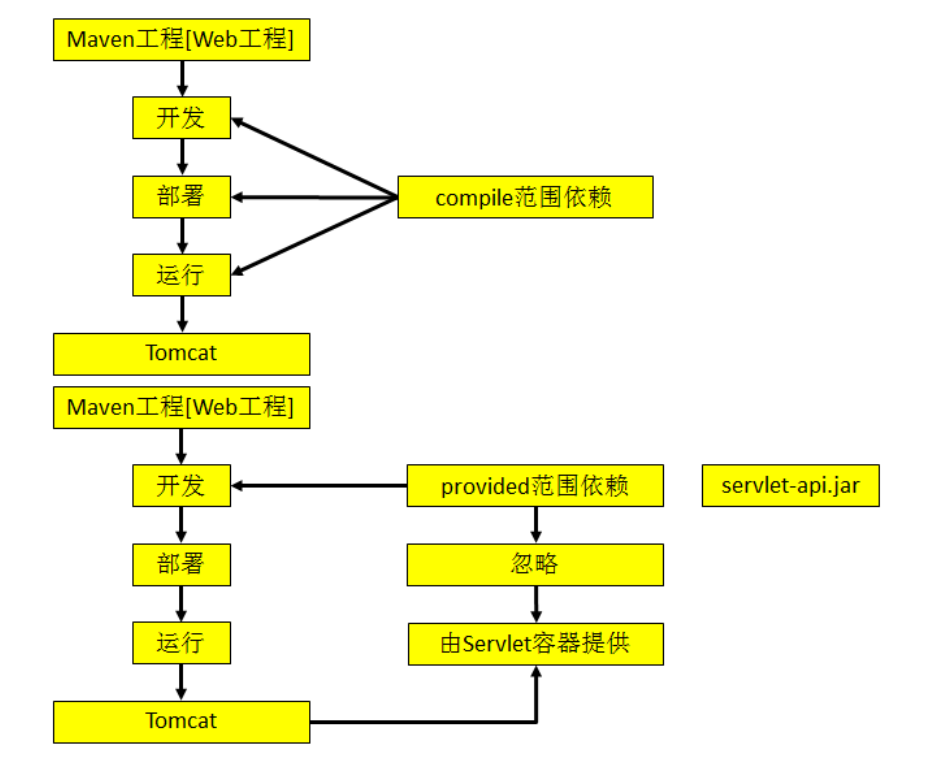 Maven工程[Web工程]
开发
部署
compile范围依赖
运行
Tomcat
Maven工程[Web工程]
开发
provided范围依赖
servlet-api.jar
部署
忽略
运行
由Servlet容器提供
Tomcat